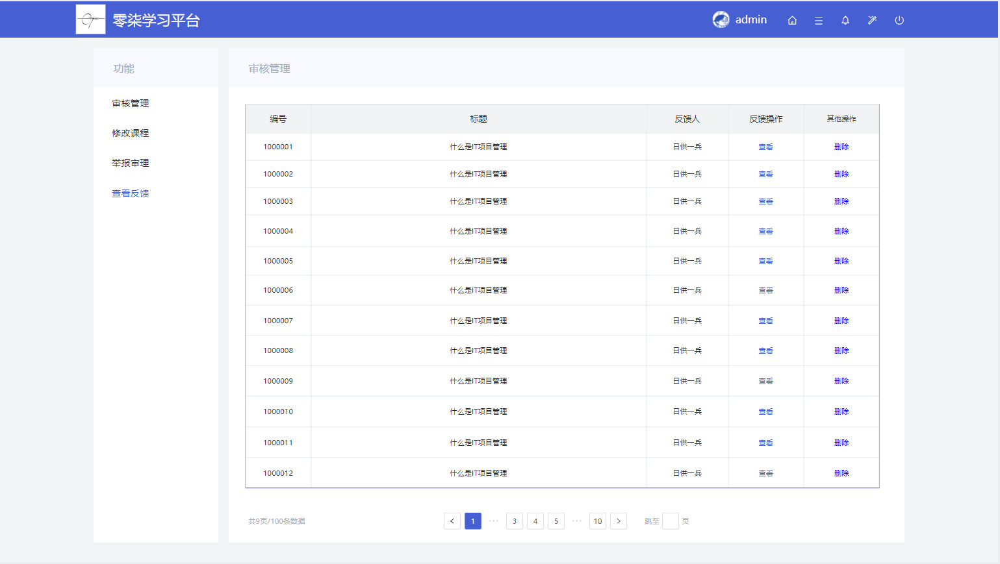 零柒学习平台 admin
功能
审核管理
修改课程
举报审理
查看反馈
审核管理
编号 标题 反馈人 反馈操作 其他操作
1000001 什么是IT项目管理 日供一兵 查看 删除
1000002 什么是IT项目管理 日供一兵 查看 删除
1000003 什么是IT项目管理 日供一兵 查看 删除
1000004 什么是IT项目管理 日供一兵 查看 删除
1000005 什么是IT项目管理 日供一兵 查看 删除
1000006 什么是IT项目管理 日供一兵 查看 删除
1000007 什么是IT项目管理 日供一兵 查看 删除
1000008 什么是IT项目管理 日供一兵 查看 删除
1000009 什么是IT项目管理 日供一兵 查看 删除
1000010 什么是IT项目管理 日供一兵 查看 删除
1000011 什么是IT项目管理 日供一兵 查看 删除
1000012 什么是IT项目管理 日供一兵 查看 删除
共9页/100条数据 < 1 ··· 3 4 5 ··· 10 > 跳至 页